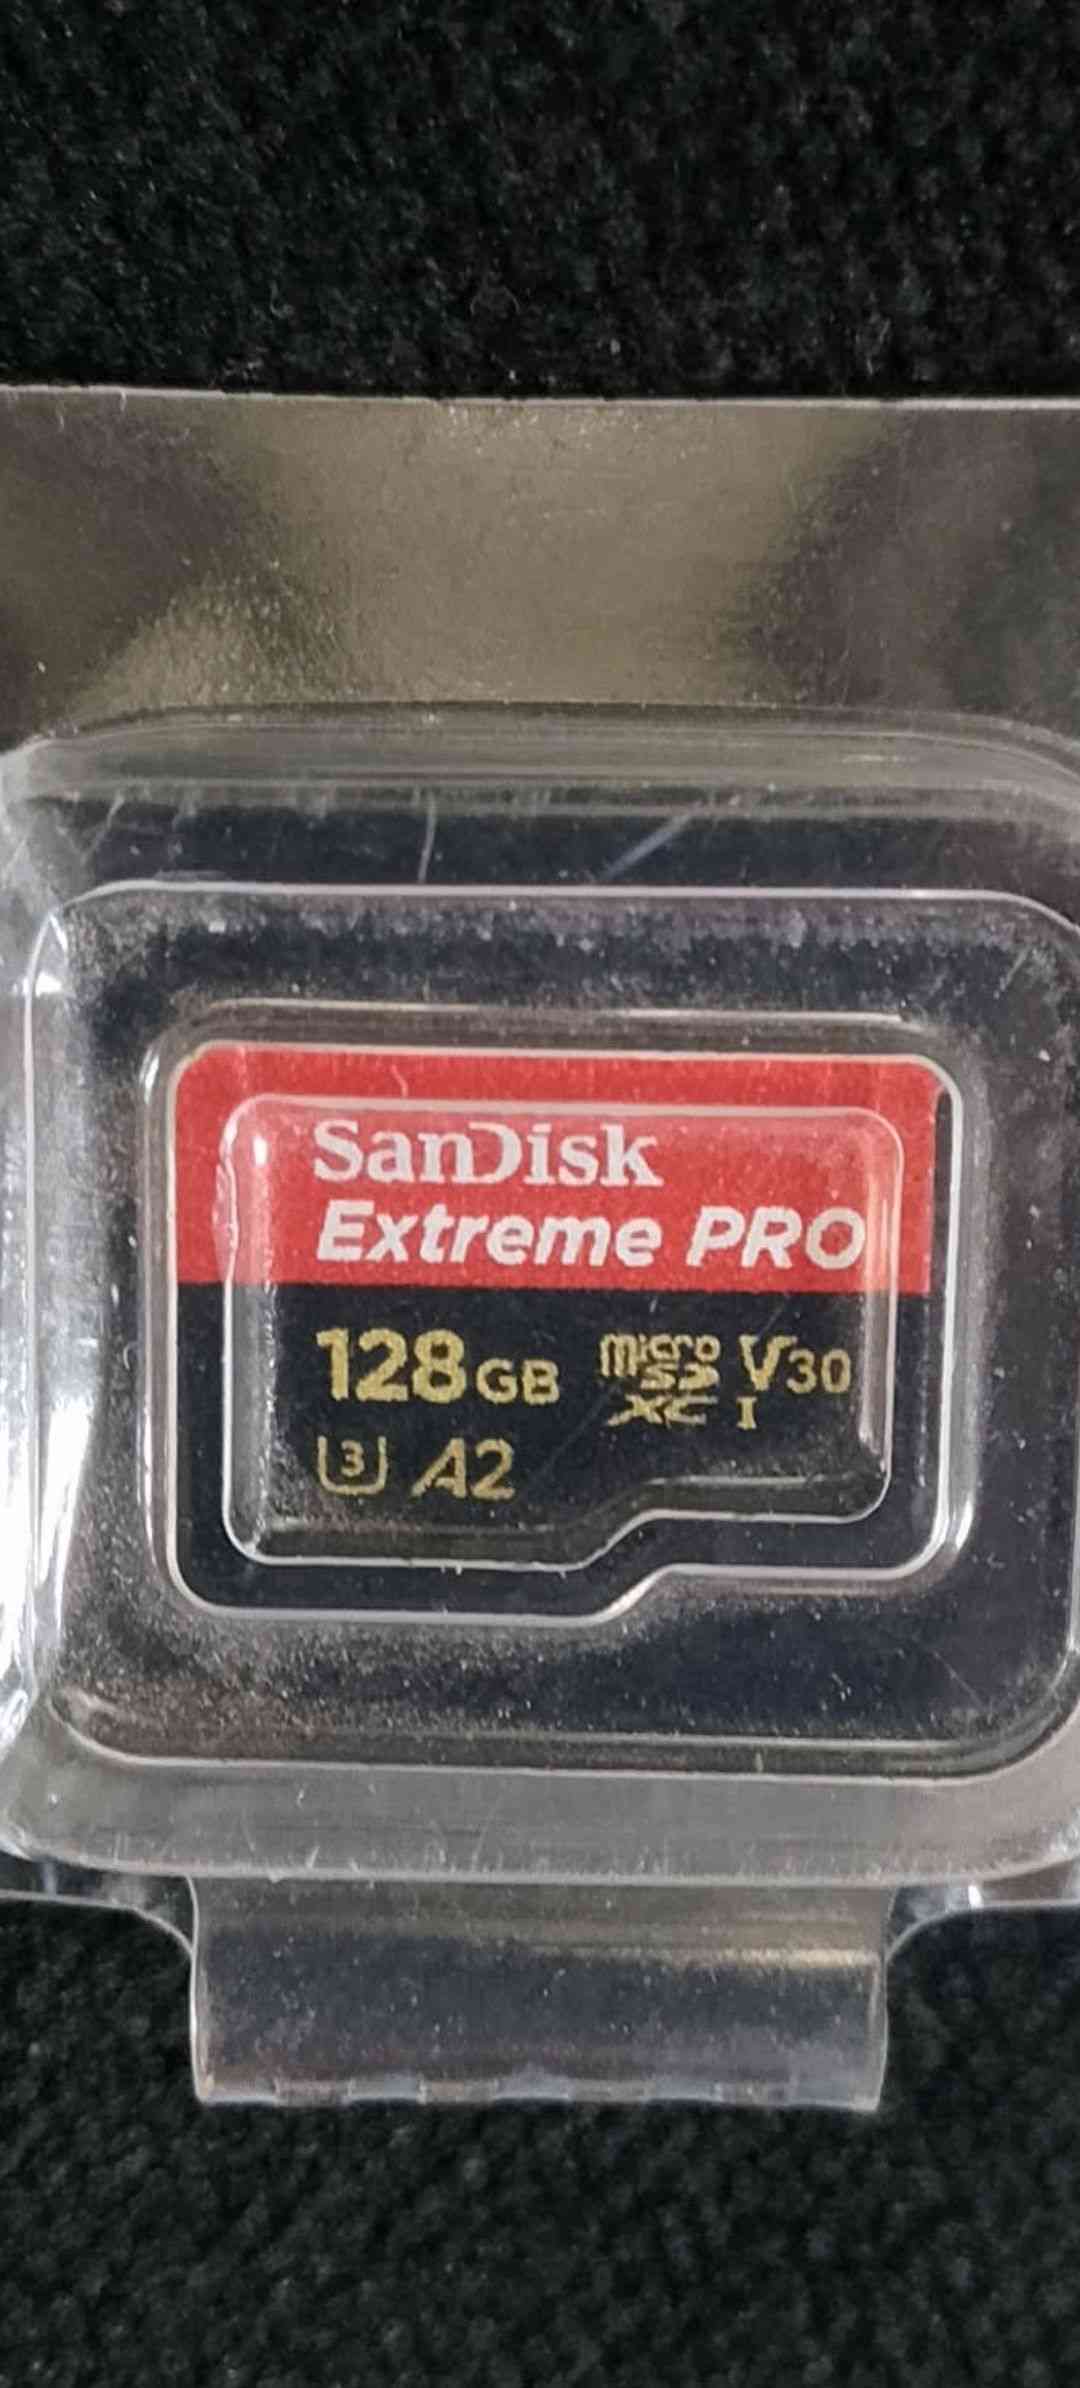 SanDisk
Extreme PRO
128GB micro SD XC I V30
3 A2